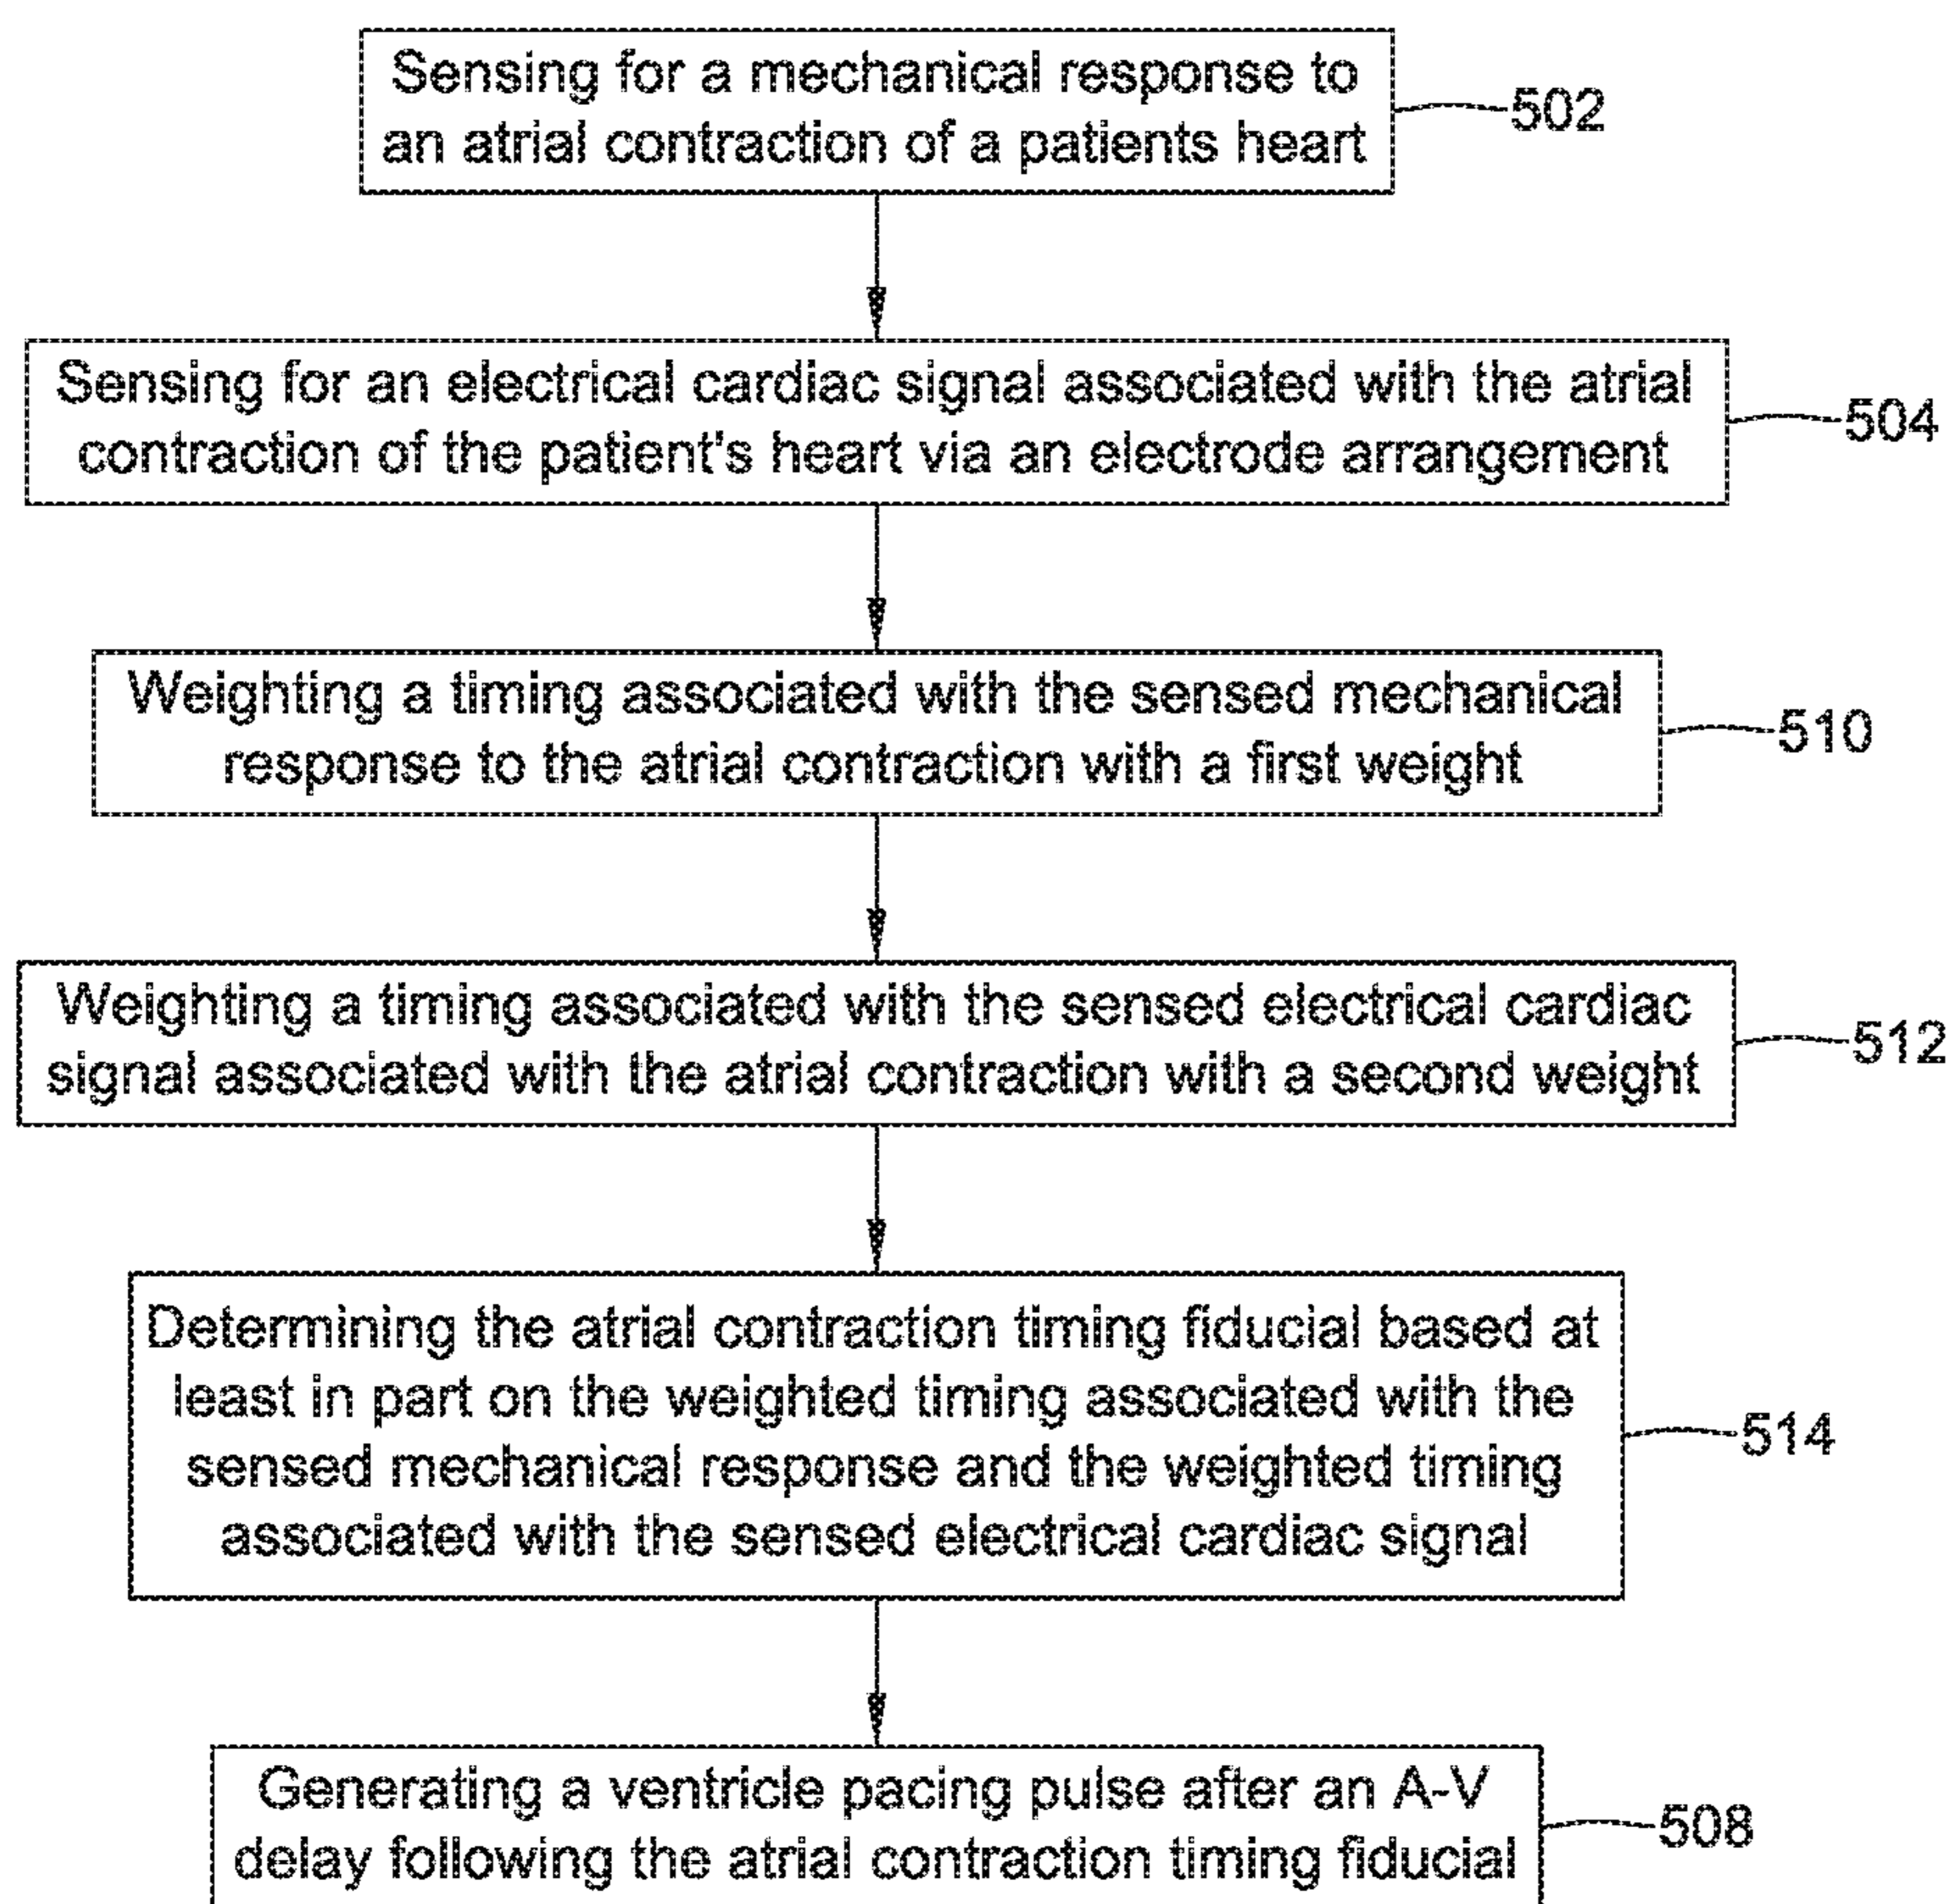 Sensing for a mechanical response to
an atrial contraction of a patients heart
502
Sensing for an electrical cardiac signal associated with the atrial
contraction of the patient's heart via an electrode arrangement
504
Weighting a timing associated with the sensed mechanical
response to the atrial contraction with a first weight
510
Weighting a timing associated with the sensed electrical cardiac
signal associated with the atrial contraction with a second weight
512
Determining the atrial contraction timing fiducial based at
least in part on the weighted timing associated with the
sensed mechanical response and the weighted timing
associated with the sensed electrical cardiac signal
514
Generating a ventricle pacing pulse after an A-V
delay following the atrial contraction timing fiducial
508